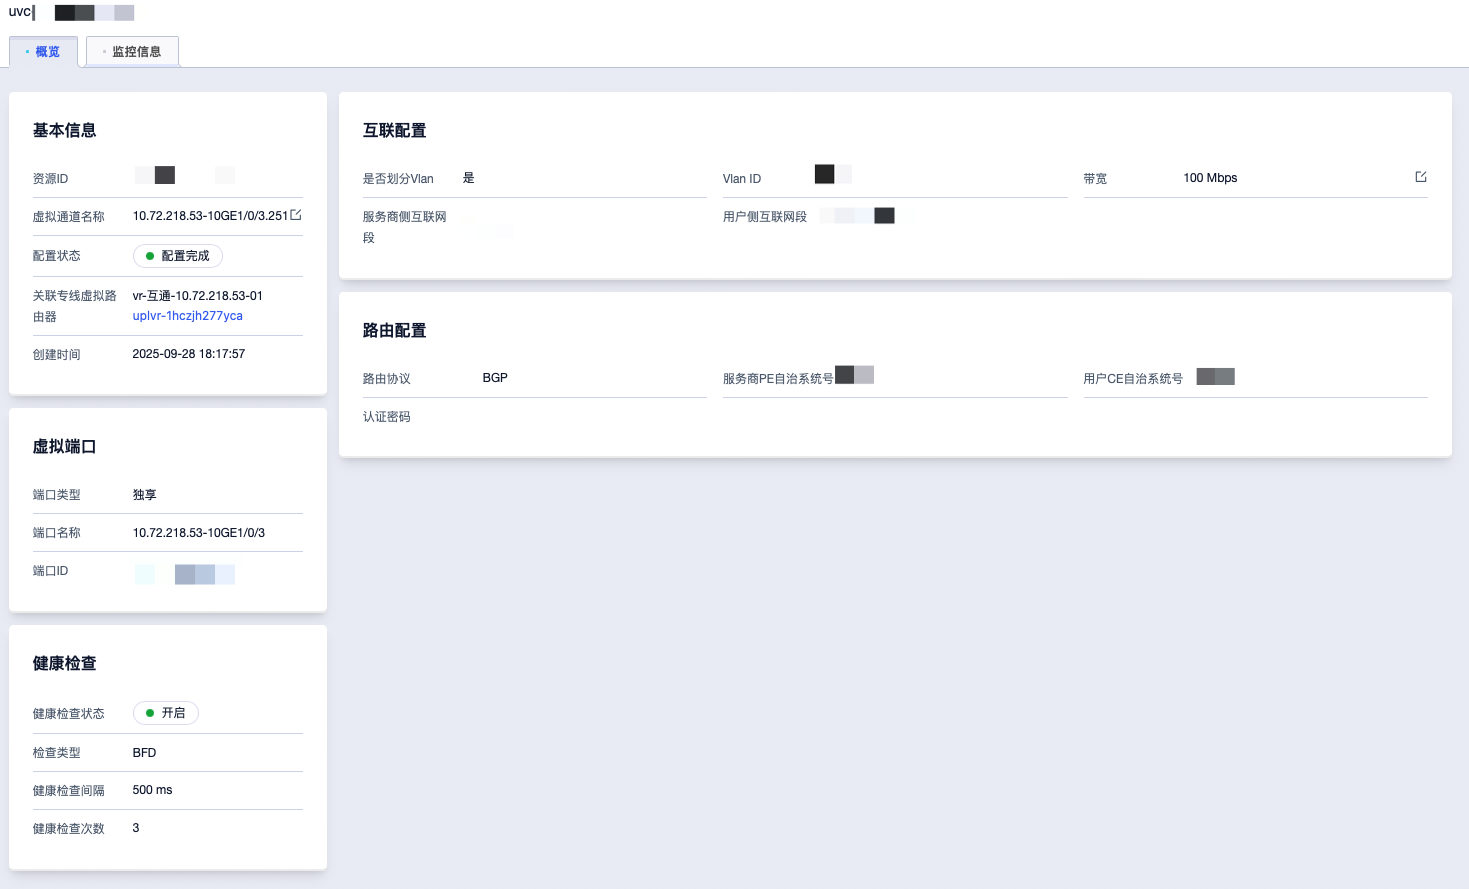 uvc
概览
监控信息
基本信息
资源ID
虚拟通道名称 10.72.218.53-10GE1/0/3.251
配置状态 配置完成
关联专线虚拟路由器 vr-互通-10.72.218.53-01
uplvr-1hczjh277yca
创建时间 2025-09-28 18:17:57
虚拟端口
端口类型 独享
端口名称 10.72.218.53-10GE1/0/3
端口ID
健康检查
健康检查状态 开启
检查类型 BFD
健康检查间隔 500 ms
健康检查次数 3
互联配置
是否划分Vlan 是
Vlan ID
带宽 100 Mbps
服务商侧互联网段
用户侧互联网段
路由配置
路由协议 BGP
服务商PE自治系统号
用户CE自治系统号
认证密码